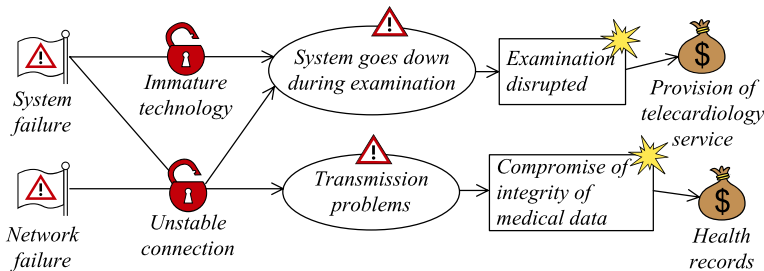 System
failure
Immature
technology
System goes down
during examination
Examination
disrupted
$
Provision of
telecardiology
service
Network
failure
Unstable
connection
Transmission
problems
Compromise of
integrity of
medical data
$
Health
records